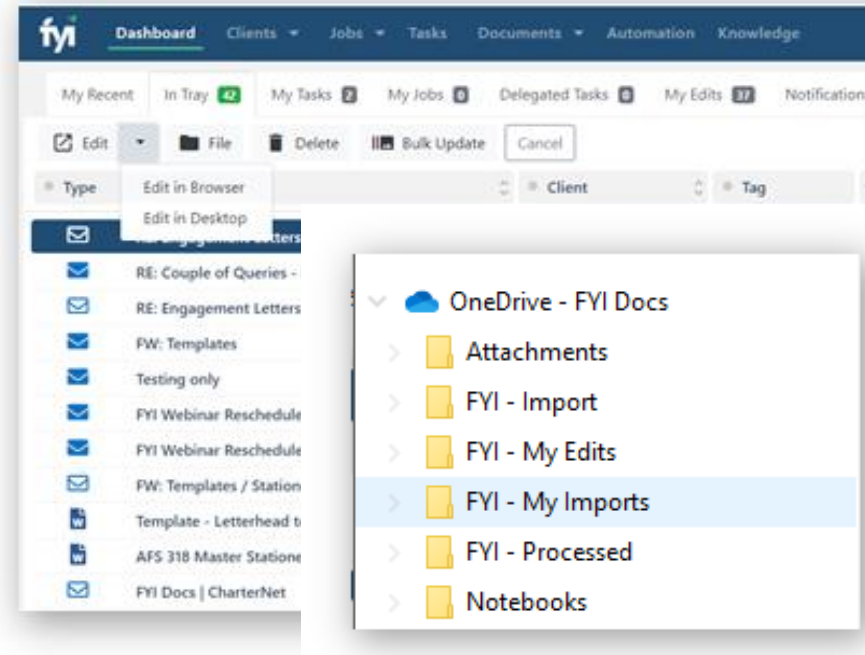 fyi Dashboard Clients Jobs Tasks Documents Automation Knowledge
My Recent In Tray 42 My Tasks 2 My Jobs 0 Delegated Tasks 0 My Edits 37 Notification
Edit File Delete Bulk Update Cancel
Type Client Tag
Edit in Browser
Edit in Desktop
RE: Engagement Letters
RE: Couple of Queries -
RE: Engagement Letters
FW: Templates
Testing only
FYI Webinar Reschedule
FYI Webinar Reschedule
FW: Templates / Station
Template - Letterhead t
AFS 318 Master Statione
FYI Docs | CharterNet
OneDrive - FYI Docs
Attachments
FYI - Import
FYI - My Edits
FYI - My Imports
FYI - Processed
Notebooks